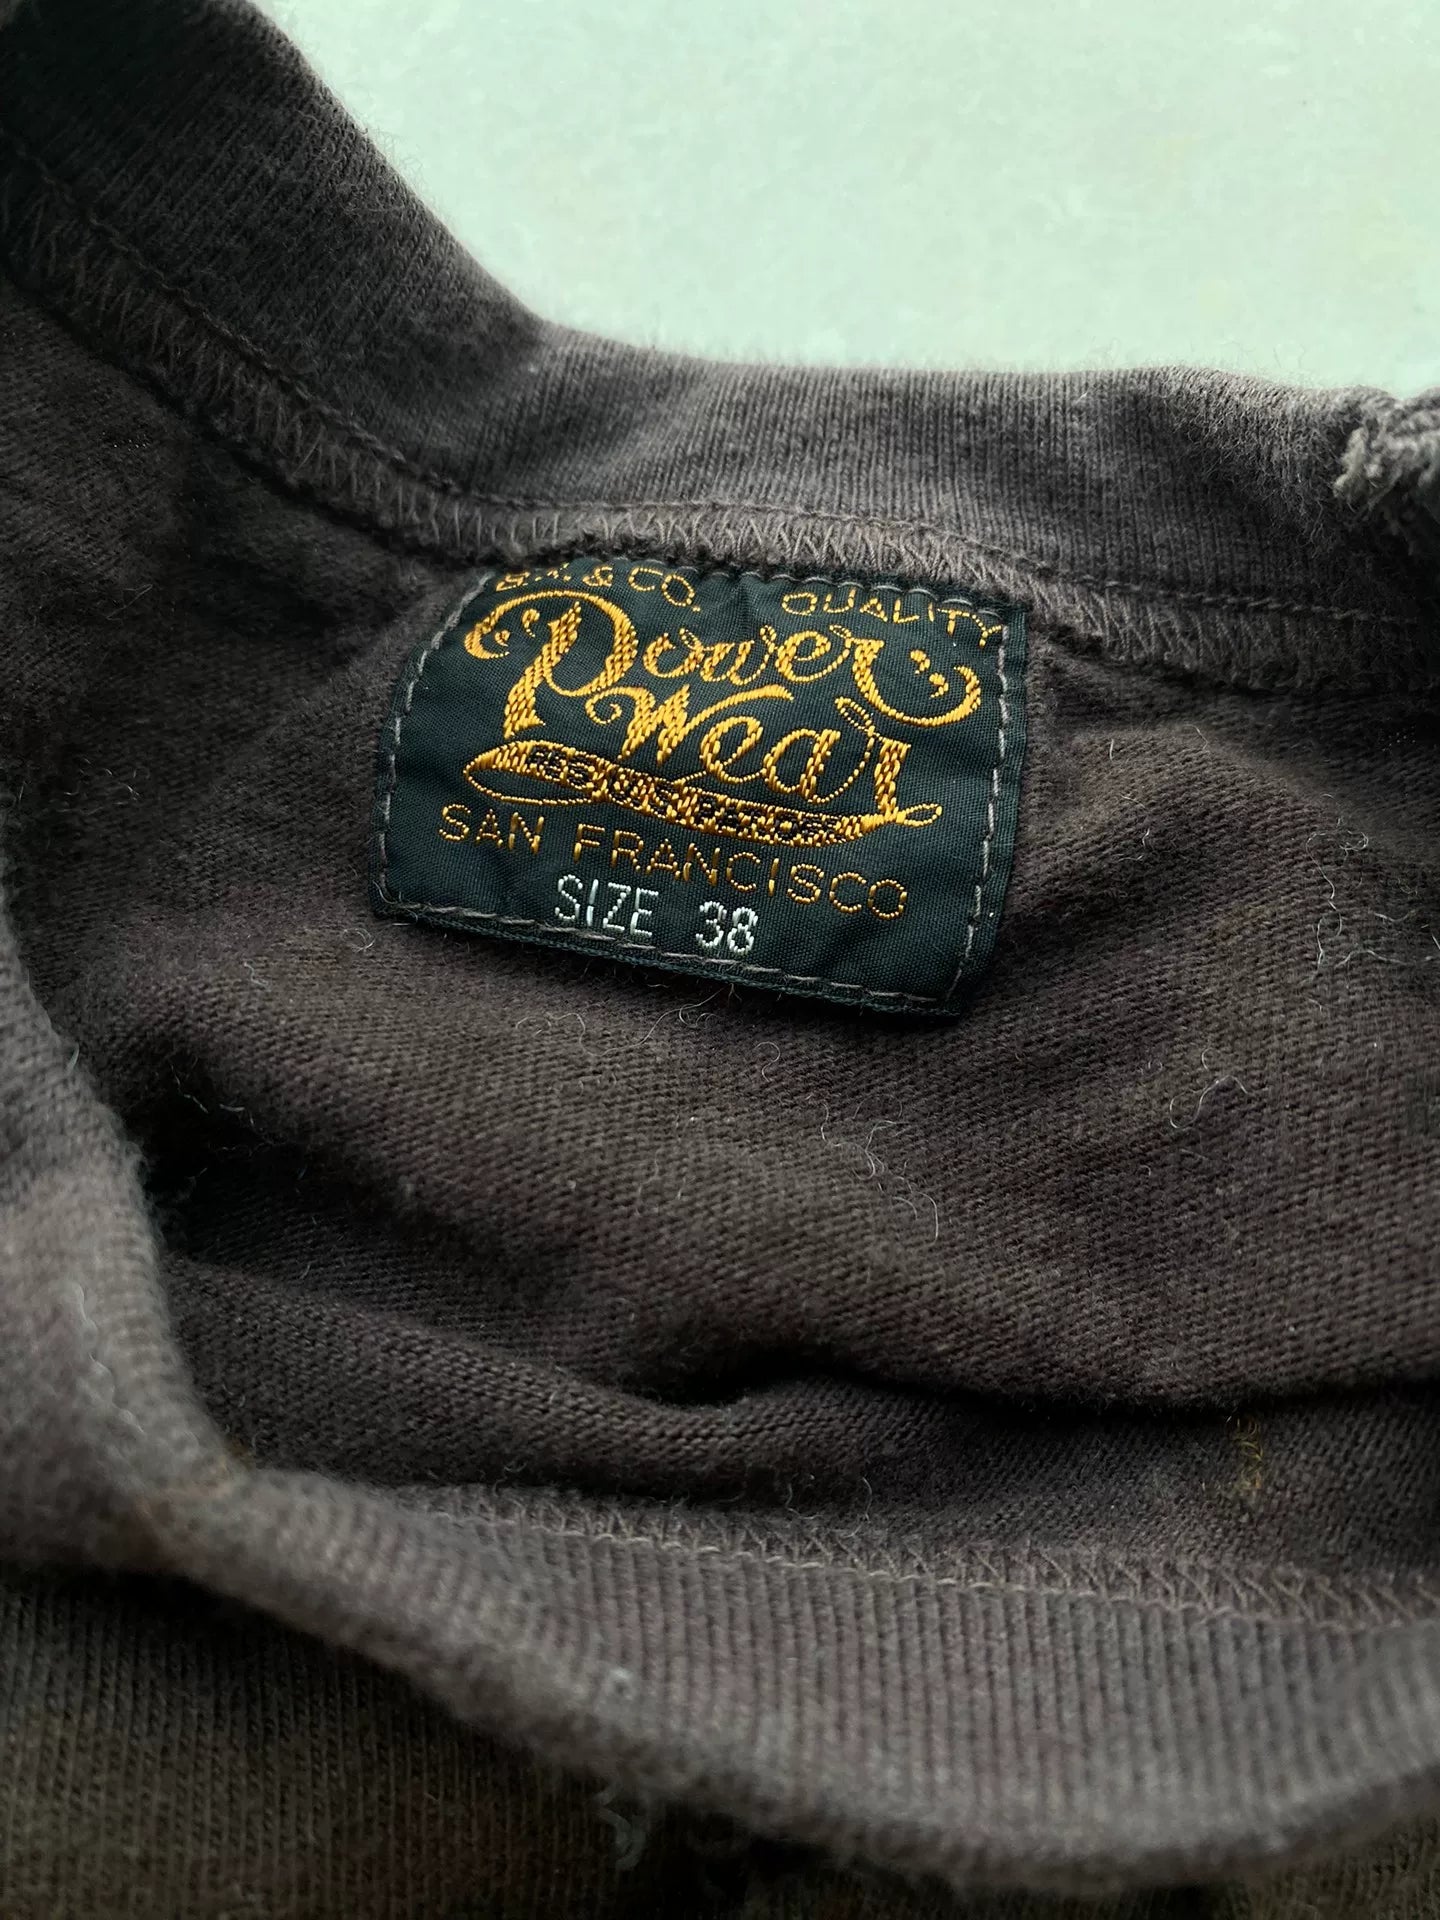 & CO. QUALITY
Power
Wear
SAN FRANCISCO
SIZE 38